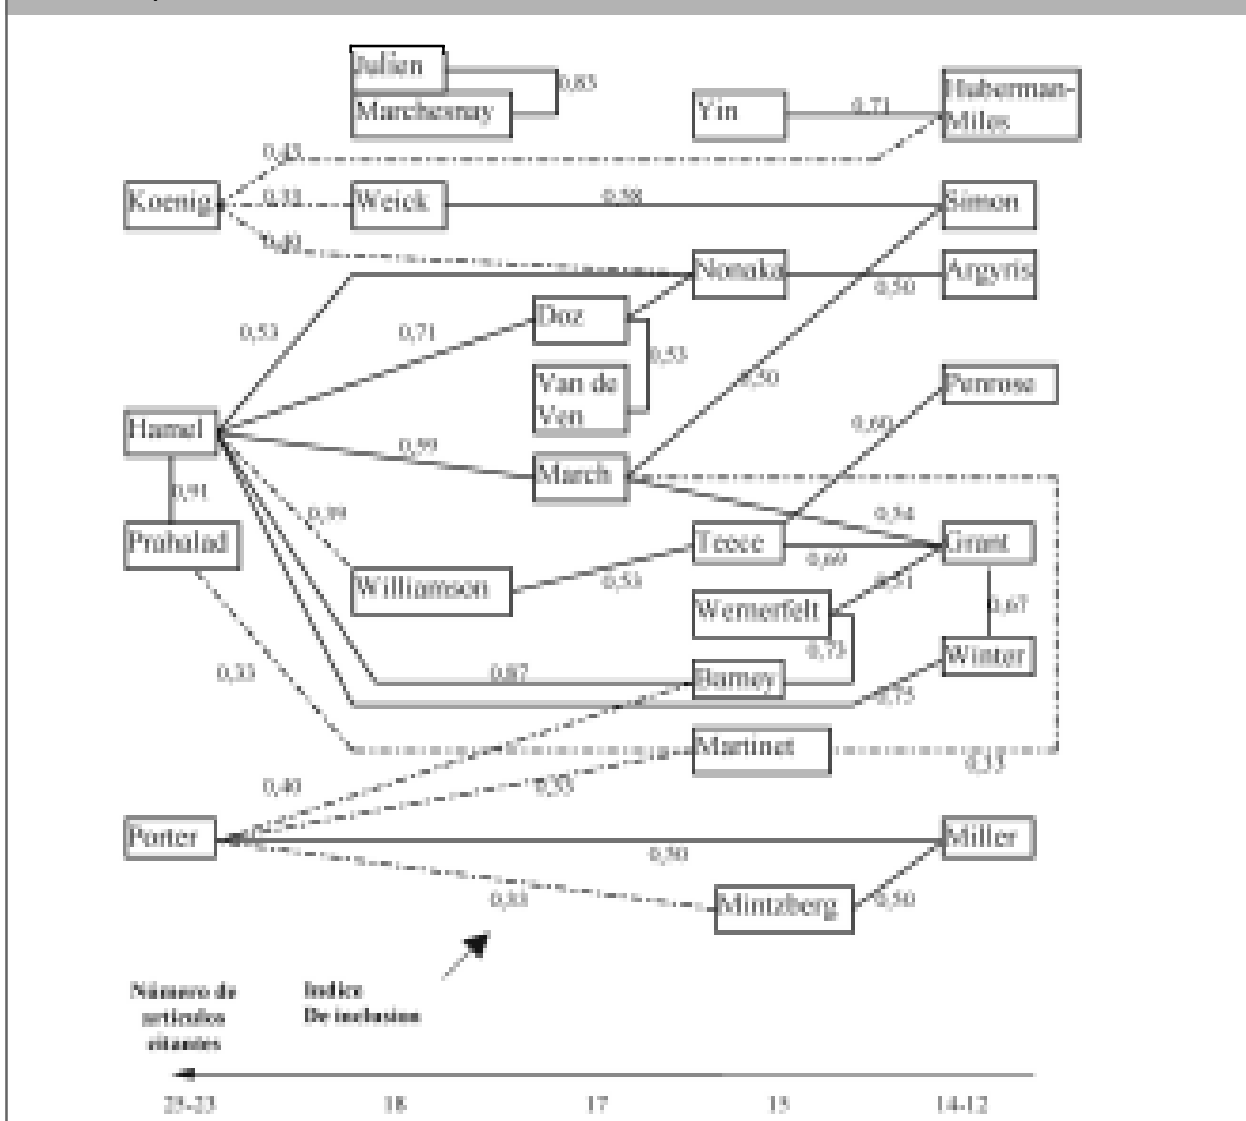 Julien
0,83
Marchesnay
Yin
0,71
Huberman-
Miles
0,45
Koenig
0,33
Weick
0,58
Simon
0,40
Nonaka
0,50
Argyris
Doz
0,53
0,71
0,53
Van de
Ven
0,50
Penrose
0,60
Hamel
0,59
March
0,91
0,39
0,54
Prahalad
Teece
0,60
Grant
Williamson
0,53
0,51
Wernerfelt
0,67
0,73
Winter
0,33
0,87
Barney
0,75
Martinet
0,33
0,40
0,33
Porter
0,50
Miller
0,33
Mintzberg
0,50
Número de
artículos
citantes
Indice
De inclusion
25-23
18
17
15
14-12